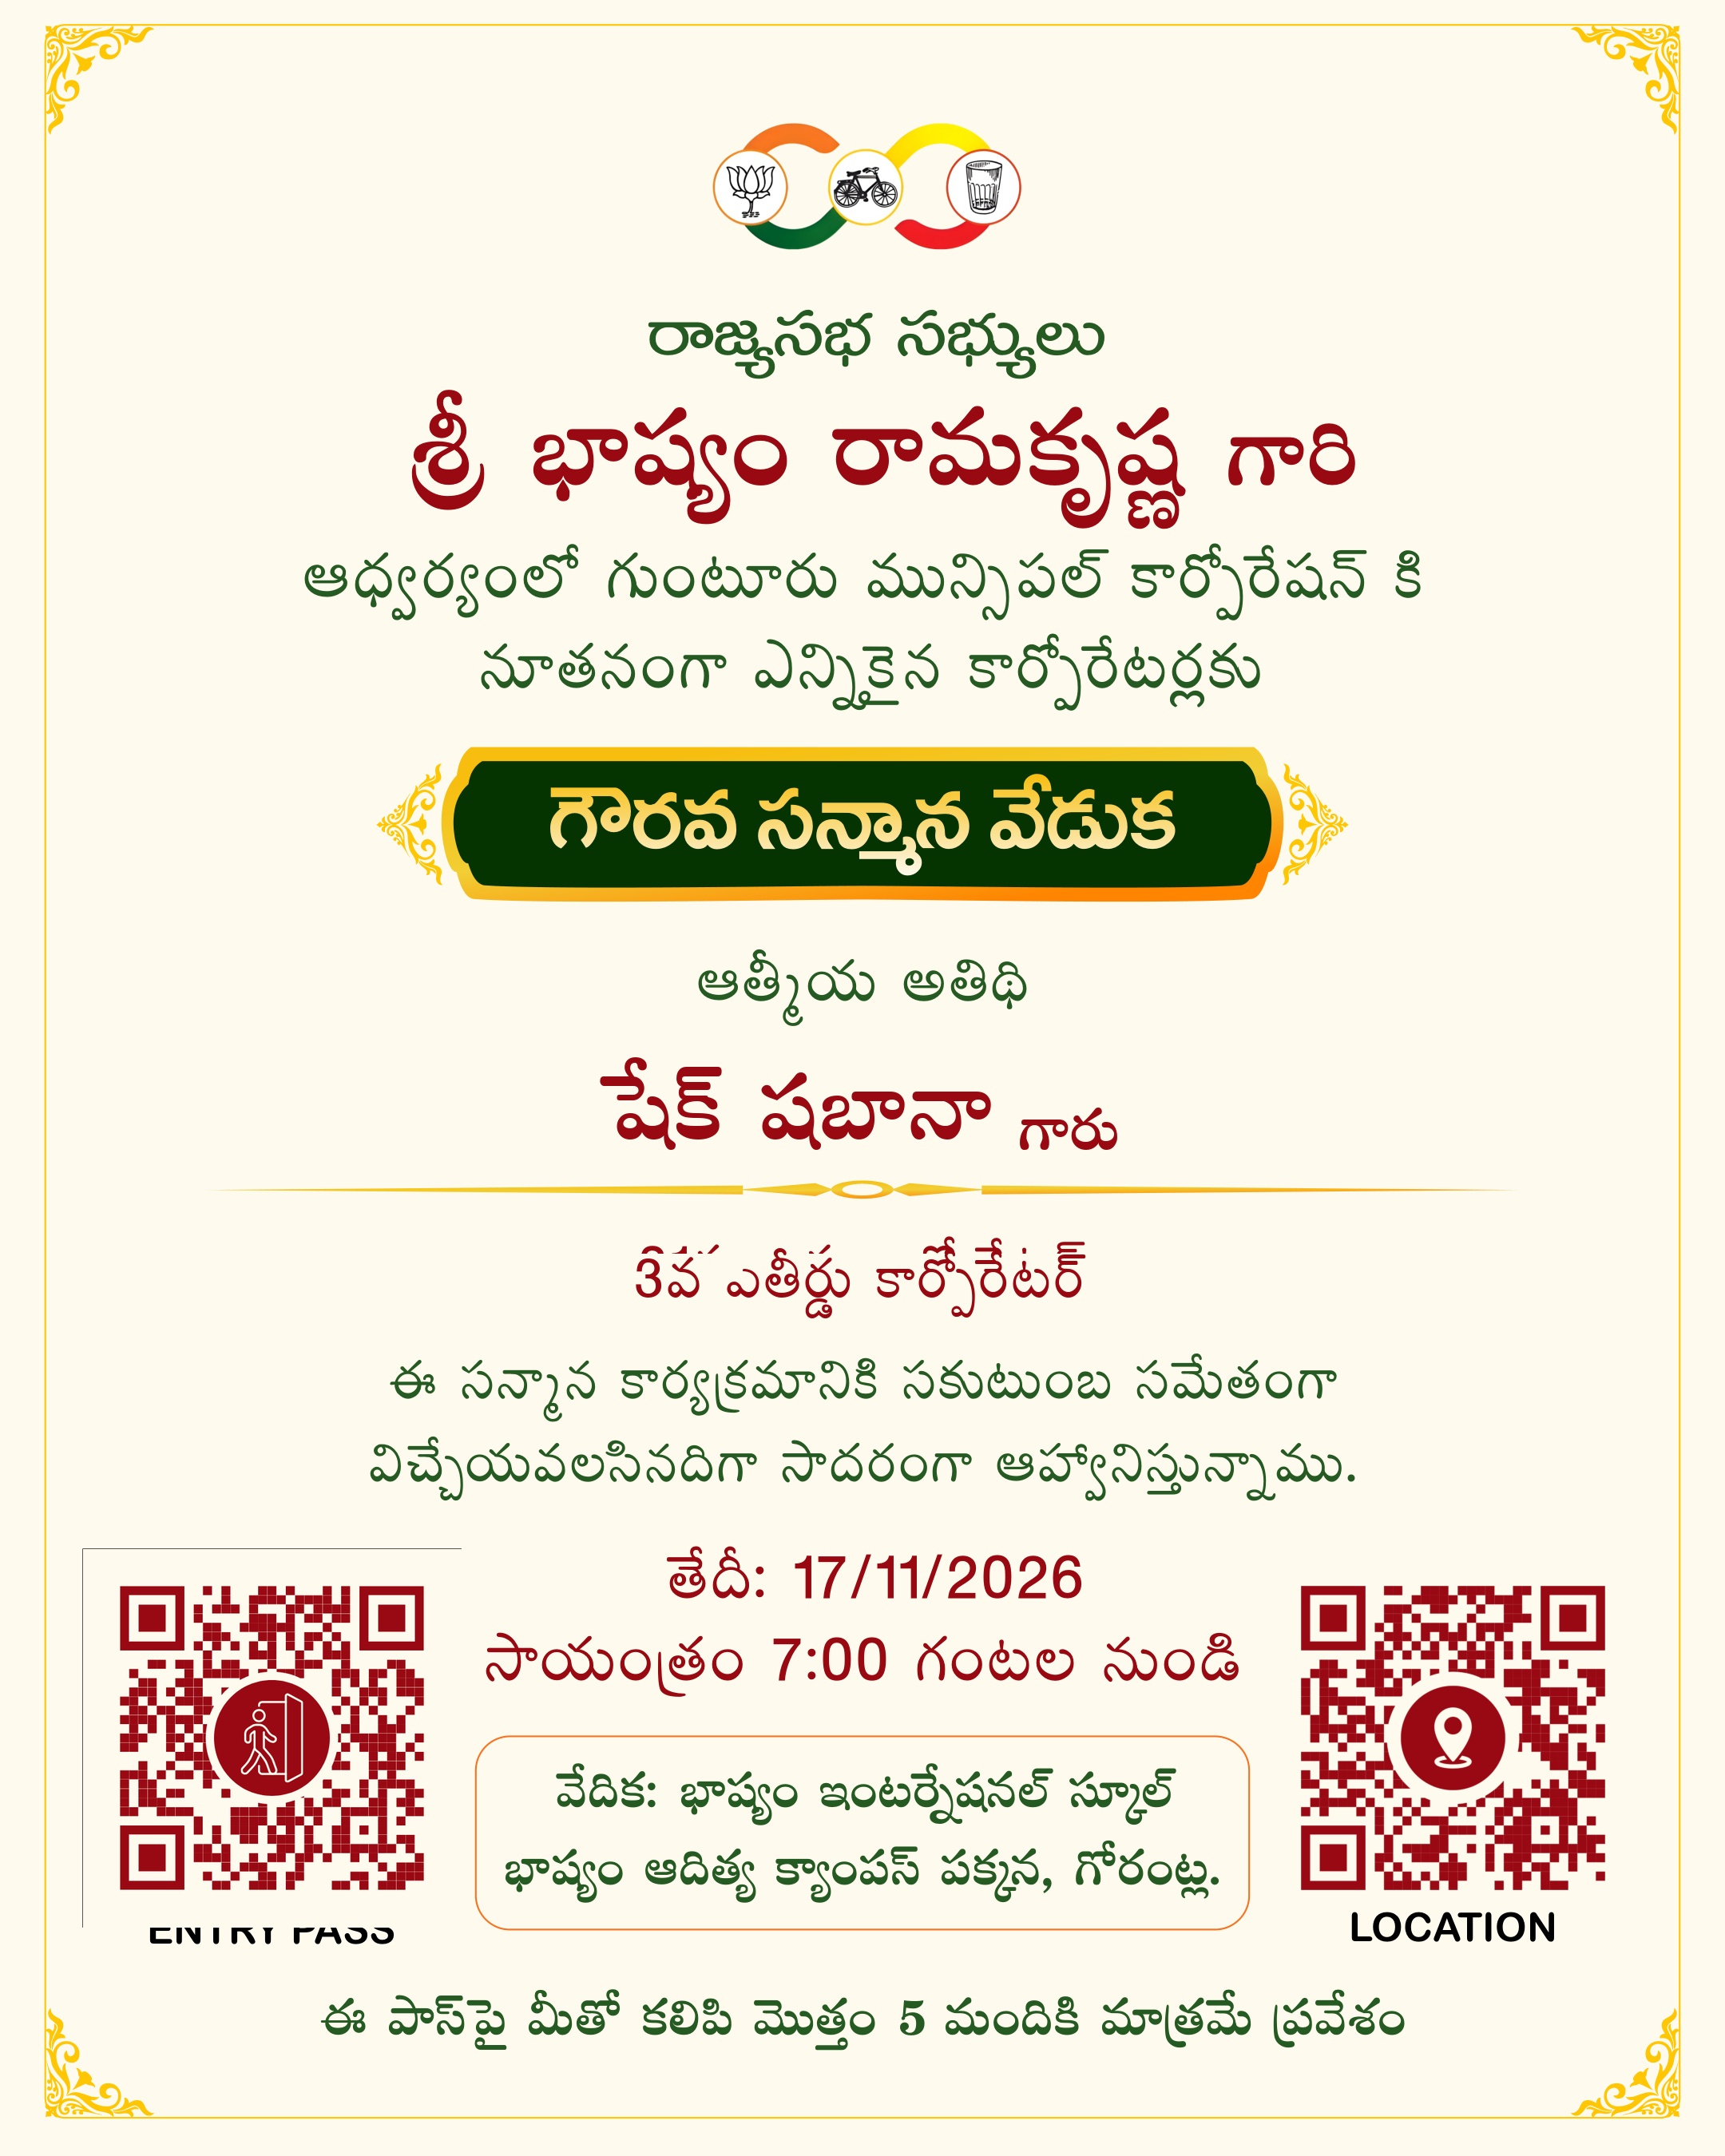 రాజ్యసభ సభ్యులు
శ్రీ భాష్యం రామకృష్ణ గారి
ఆధ్వర్యంలో గుంటూరు మున్సిపల్ కార్పోరేషన్ కి
నూతనంగా ఎన్నికైన కార్పోరేటర్లకు
గౌరవ సన్మాన వేడుక
ఆత్మీయ అతిథి
షేక్ షబానా గారు
3వ కార్పోరేటర్
ఈ సన్మాన కార్యక్రమానికి సకుటుంబ సమేతంగా
విచ్చేయవలసినదిగా సాదరంగా ఆహ్వానిస్తున్నాము.
తేదీ: 17/11/2026
సాయంత్రం 7:00 గంటల నుండి
వేదిక: భాష్యం ఇంటర్నేషనల్ స్కూల్
భాష్యం ఆదిత్య క్యాంపస్ పక్కన, గోరంట్ల.
ENTRY PASS
LOCATION
ఈ పాస్‌పై మీతో కలిపి మొత్తం 5 మందికి మాత్రమే ప్రవేశం